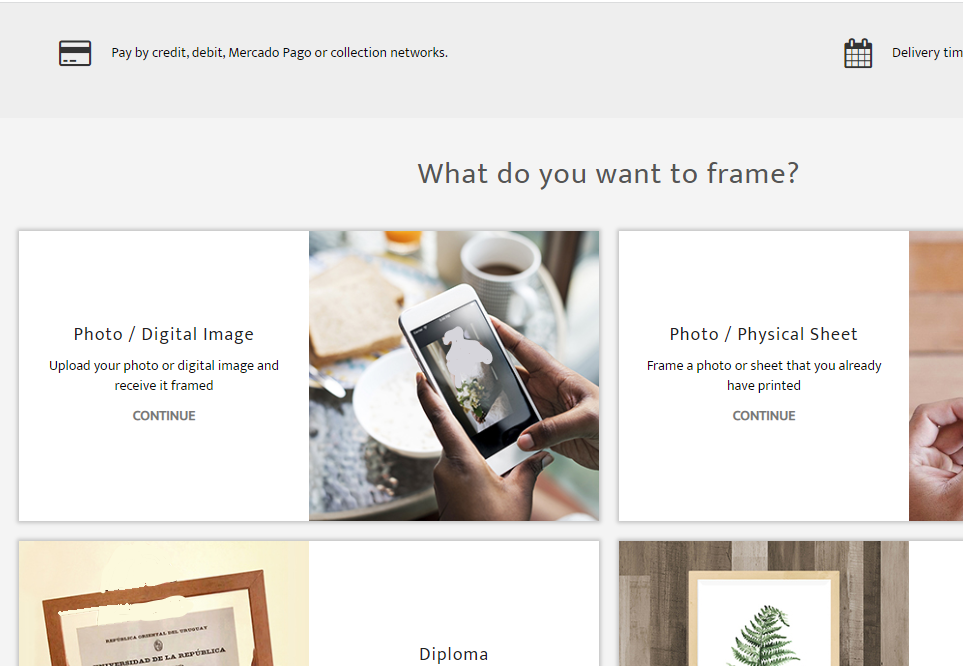 Pay by credit, debit, Mercado Pago or collection networks.
Delivery tim
What do you want to frame?
Photo / Digital Image
Upload your photo or digital image and
receive it framed
CONTINUE
Photo / Physical Sheet
Frame a photo or sheet that you already
have printed
CONTINUE
REPÚBLICA ORIENTAL DEL URUGUAY
UNIVERSIDAD DE LA REPÚBLICA
Diploma